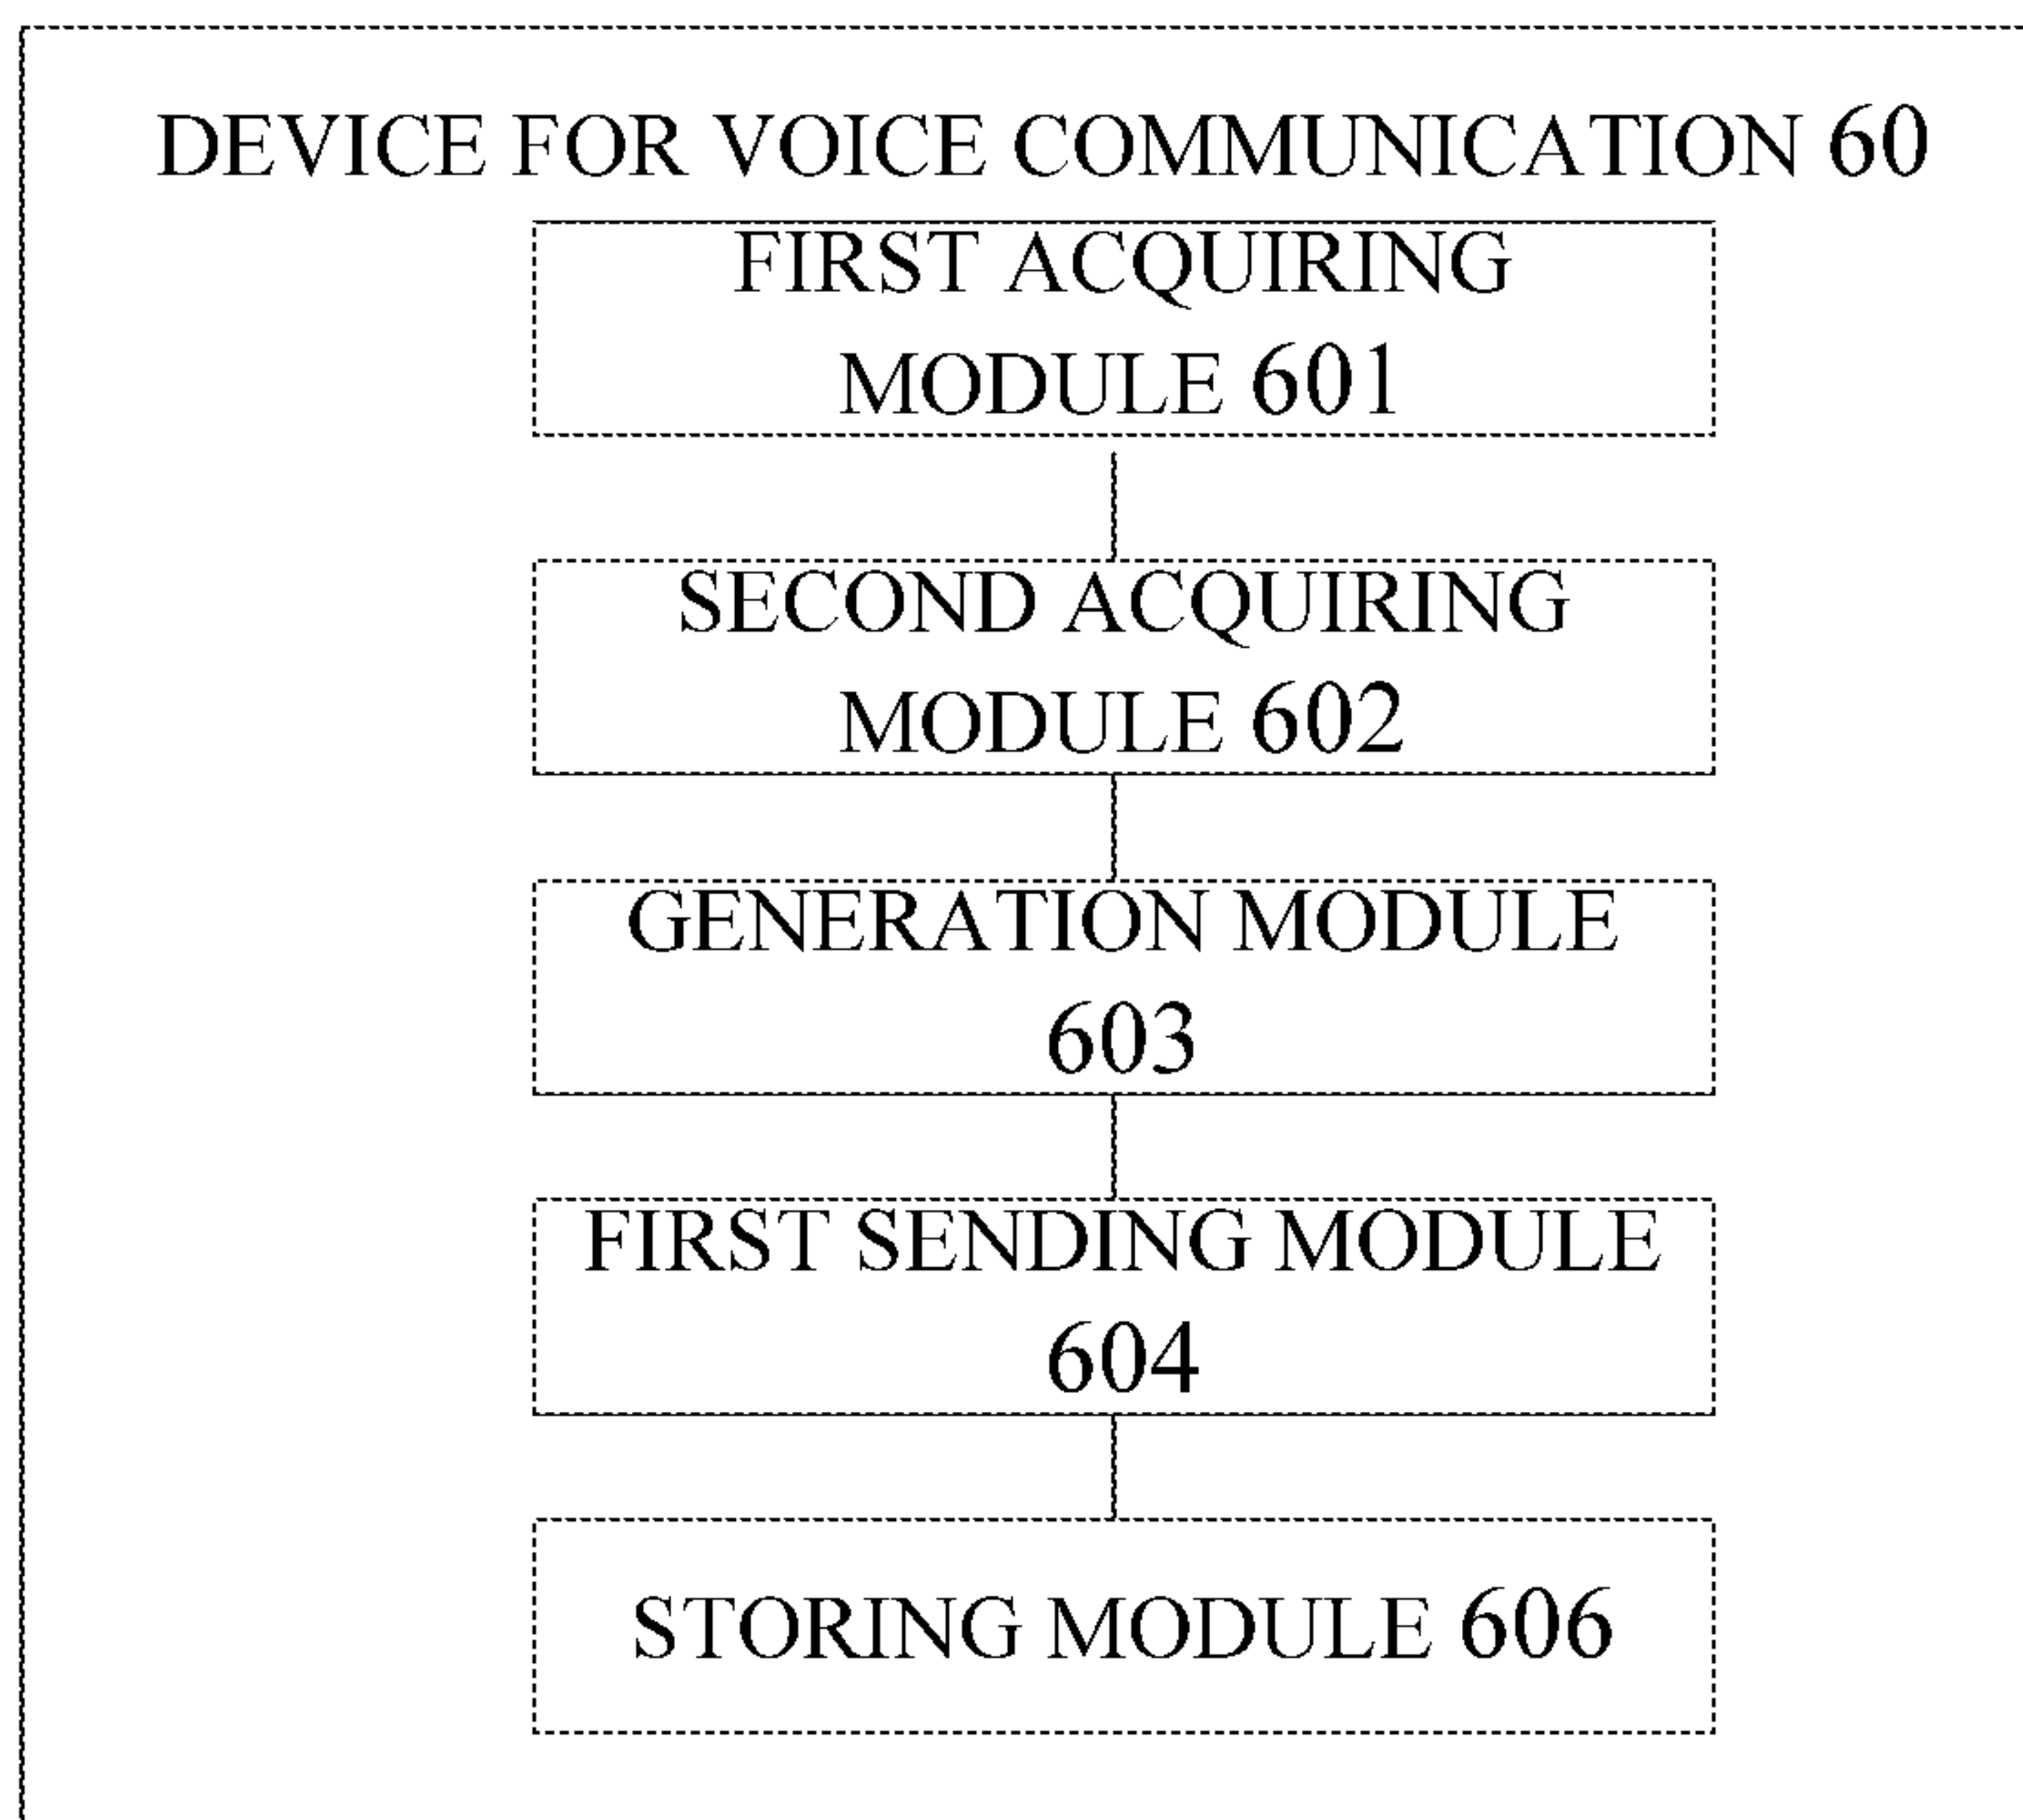 DEVICE FOR VOICE COMMUNICATION 60
FIRST ACQUIRING
MODULE 601
SECOND ACQUIRING
MODULE 602
GENERATION MODULE
603
FIRST SENDING MODULE
604
STORING MODULE 606